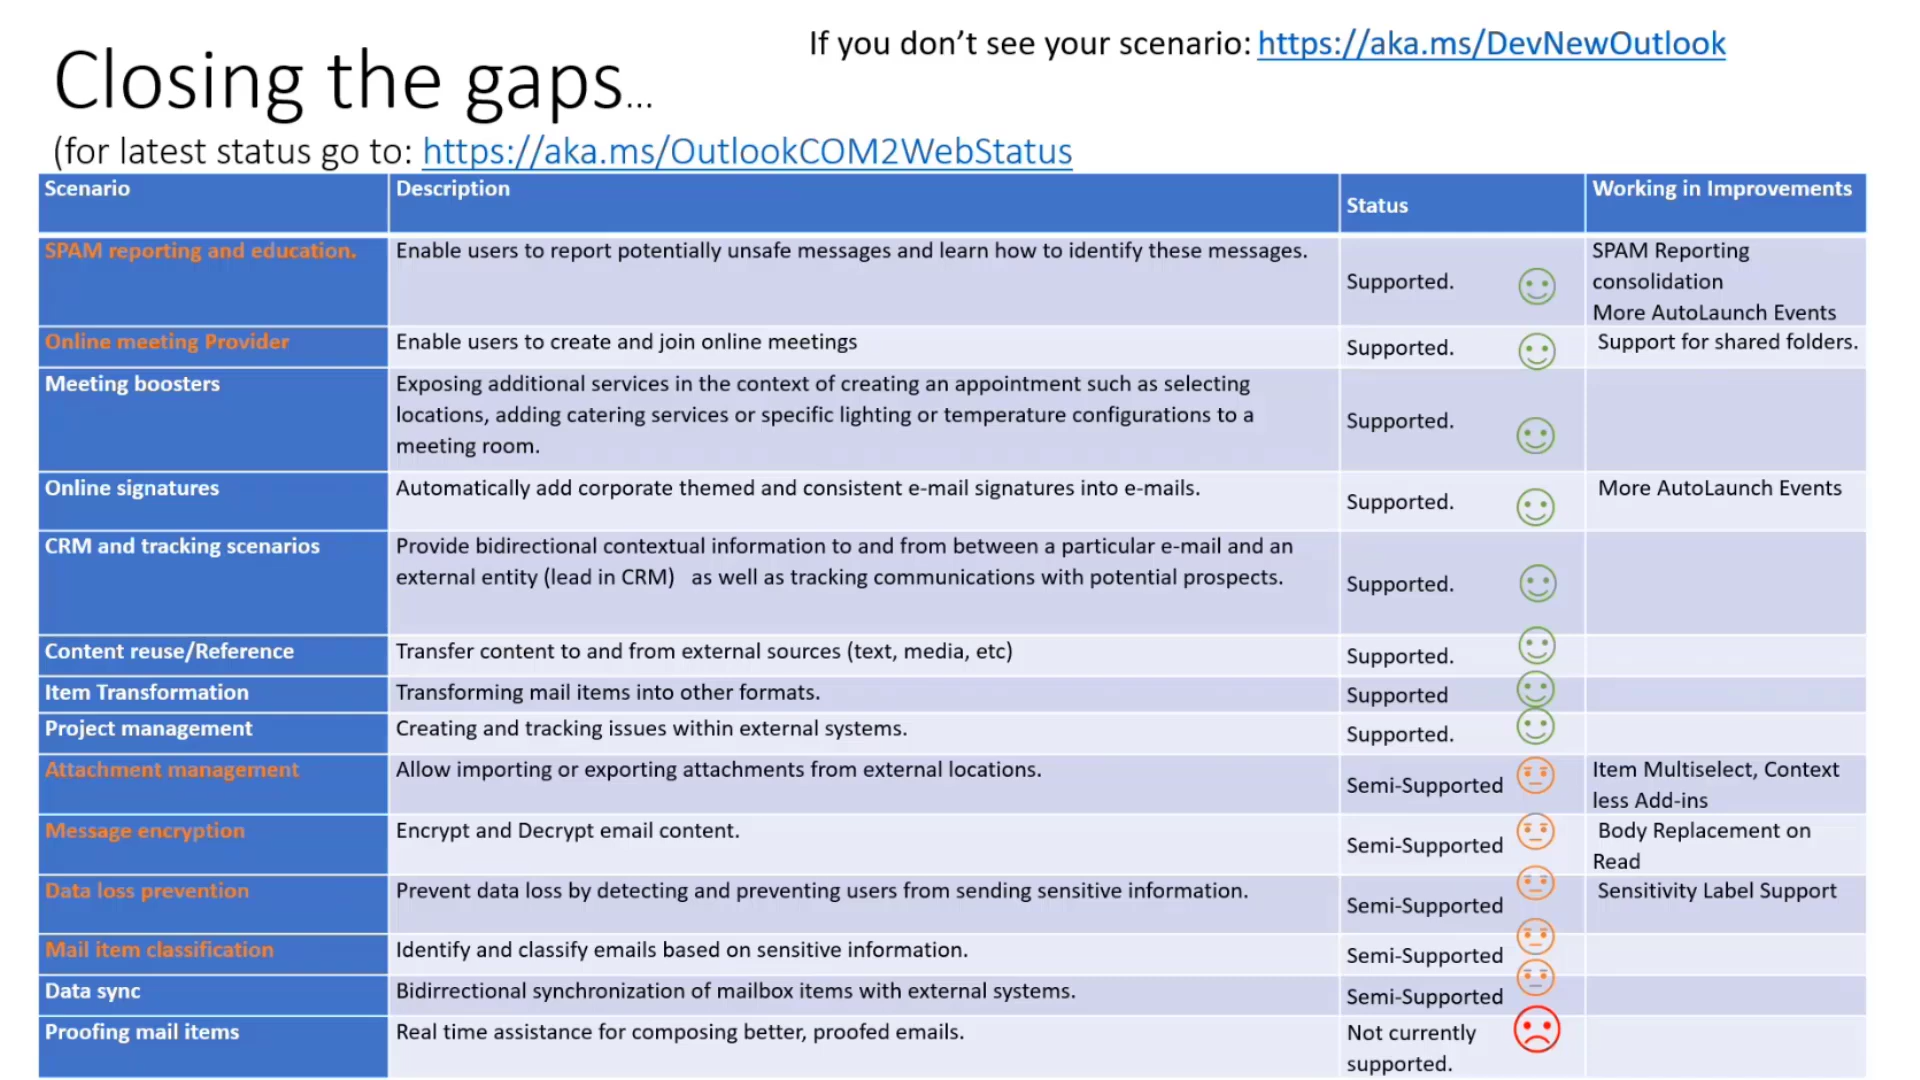 If you don't see your scenario: https://aka.ms/DevNewOutlook
Closing the gaps...
(for latest status go to: https://aka.ms/OutlookCOM2WebStatus
Scenario
Description
Status
Working in Improvements
SPAM reporting and education.
Enable users to report potentially unsafe messages and learn how to identify these messages.
Supported.
SPAM Reporting
consolidation
More AutoLaunch Events
Online meeting Provider
Enable users to create and join online meetings
Supported.
Support for shared folders.
Meeting boosters
Exposing additional services in the context of creating an appointment such as selecting
locations, adding catering services or specific lighting or temperature configurations to a
meeting room.
Supported.
Online signatures
Automatically add corporate themed and consistent e-mail signatures into e-mails.
Supported.
More AutoLaunch Events
CRM and tracking scenarios
Provide bidirectional contextual information to and from between a particular e-mail and an
external entity (lead in CRM) as well as tracking communications with potential prospects.
Supported.
Content reuse/Reference
Transfer content to and from external sources (text, media, etc)
Supported.
Item Transformation
Transforming mail items into other formats.
Supported
Project management
Creating and tracking issues within external systems.
Supported.
Attachment management
Allow importing or exporting attachments from external locations.
Semi-Supported
Item Multiselect, Context
less Add-ins
Message encryption
Encrypt and Decrypt email content.
Semi-Supported
Body Replacement on
Read
Data loss prevention
Prevent data loss by detecting and preventing users from sending sensitive information.
Semi-Supported
Sensitivity Label Support
Mail item classification
Identify and classify emails based on sensitive information.
Semi-Supported
Data sync
Bidirrectional synchronization of mailbox items with external systems.
Semi-Supported
Proofing mail items
Real time assistance for composing better, proofed emails.
Not currently
supported.